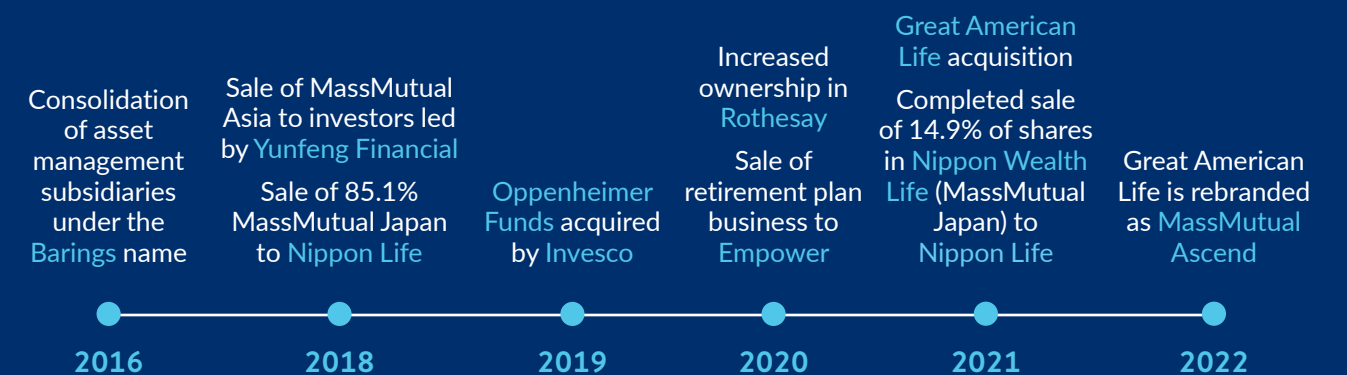 Consolidation
of asset
management
subsidiaries
under the
Barings name
2016
Sale of MassMutual
Asia to investors led
by Yunfeng Financial
Sale of 85.1%
MassMutual Japan
to Nippon Life
2018
Oppenheimer
Funds acquired
by Invesco
2019
Increased
ownership in
Rothesay
Sale of
retirement plan
business to
Empower
2020
Great American
Life acquisition
Completed sale
of 14.9% of shares
in Nippon Wealth
Life (MassMutual
Japan) to
Nippon Life
2021
Great American
Life is rebranded
as MassMutual
Ascend
2022